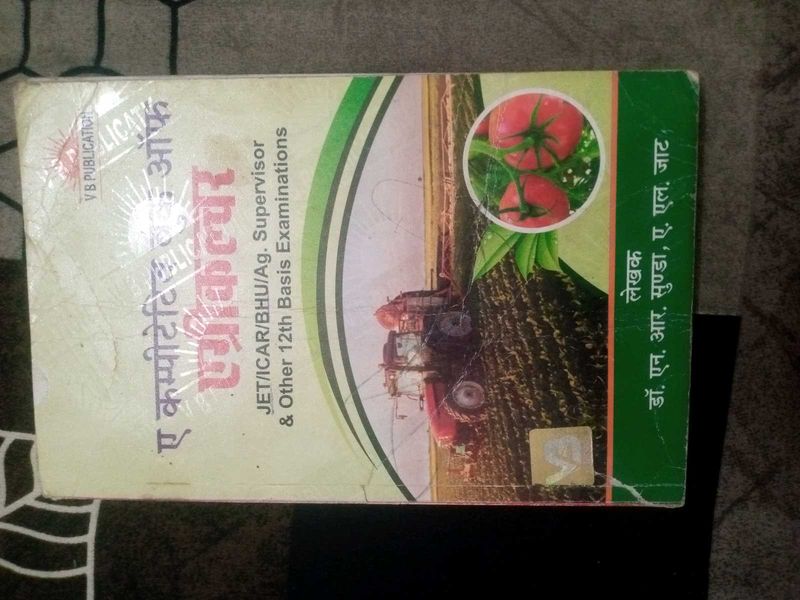 V B PUBLICATION
ए कम्पीटेटिव बुक ऑफ
एग्रीकल्चर
JET/ICAR/BHU/Ag. Supervisor
& Other 12th Basis Examinations
लेखक
डॉ. एन. आर. सुण्डा, ए. एल. जाट